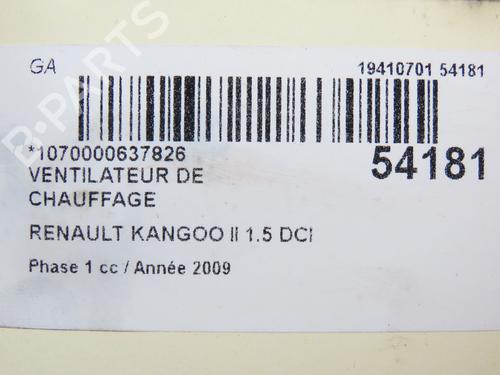 GA
19410701 54181
*1070000637826
54181
VENTILATEUR DE
CHAUFFAGE
RENAULT KANGOO II 1.5 DCI
Phase 1 cc / Année 2009
B-PARTS